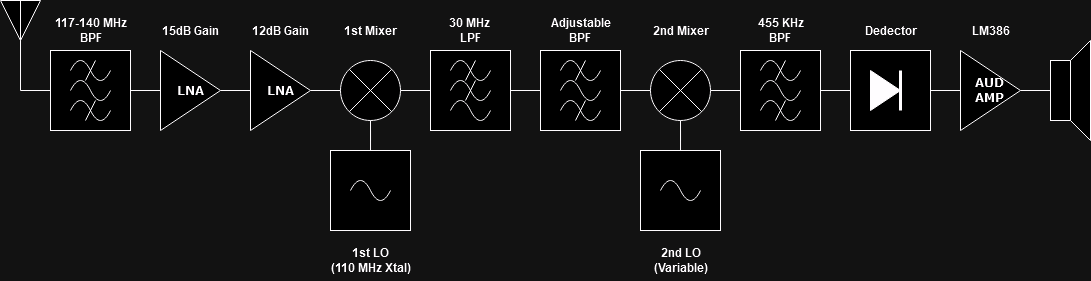 117-140 MHz
BPF
15dB Gain
12dB Gain
1st Mixer
30 MHz
LPF
Adjustable
BPF
2nd Mixer
455 KHz
BPF
Dedector
LM386
LNA
LNA
AUD
AMP
1st LO
(110 MHz Xtal)
2nd LO
(Variable)